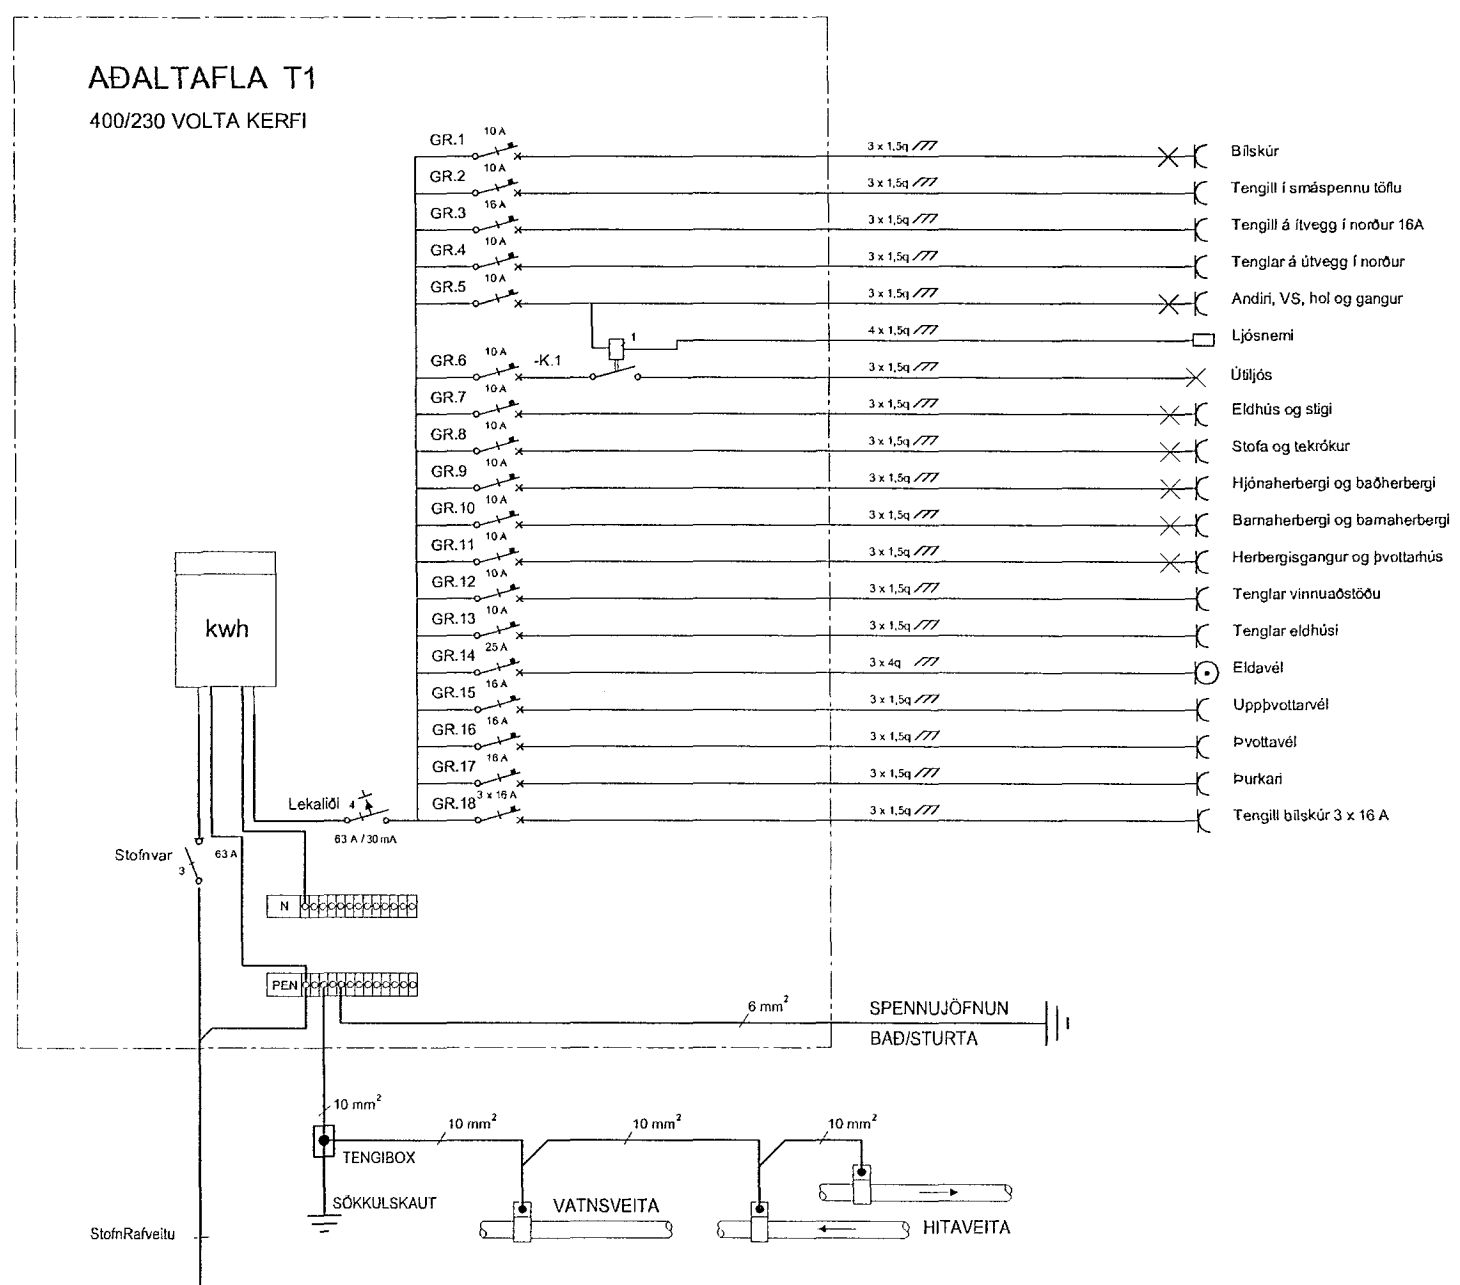 AÐALTAFLA T1
400/230 VOLTA KERFI
GR.1 10 A 3 x 1,5q Bílskúr
GR.2 10 A 3 x 1,5q Tengill í smáspennu töflu
GR.3 16 A 3 x 1,5q Tengill á ítvegg í norður 16A
GR.4 10 A 3 x 1,5q Tenglar á útvegg í norður
GR.5 10 A 3 x 1,5q Andiri, VS, hol og gangur
1 4 x 1,5q Ljósnemi
GR.6 10 A -K.1 3 x 1,5q Útiljós
GR.7 10 A 3 x 1,5q Eldhús og stigi
GR.8 10 A 3 x 1,5q Stofa og tekrókur
GR.9 10 A 3 x 1,5q Hjónaherbergi og baðherbergi
GR.10 10 A 3 x 1,5q Barnaherbergi og barnaherbergi
GR.11 10 A 3 x 1,5q Herbergisgangur og þvottarhús
GR.12 10 A 3 x 1,5q Tenglar vinnuaðstöðu
GR.13 10 A 3 x 1,5q Tenglar eldhúsi
GR.14 25 A 3 x 4q Eldavél
GR.15 16 A 3 x 1,5q Uppþvottarvél
GR.16 16 A 3 x 1,5q Þvottavél
GR.17 16 A 3 x 1,5q Þurkari
GR.18 3 x 16 A 3 x 1,5q Tengill bílskúr 3 x 16 A
kwh
Lekaliði 4
63 A / 30 mA
Stofnvar 3 63 A
N
PEN
6 mm² SPENNUJÖFNUN
BAÐ/STURTA
10 mm²
10 mm² 10 mm² 10 mm²
TENGIBOX
SÖKKULSKAUT
VATNSVEITA
HITAVEITA
StofnRafveitu